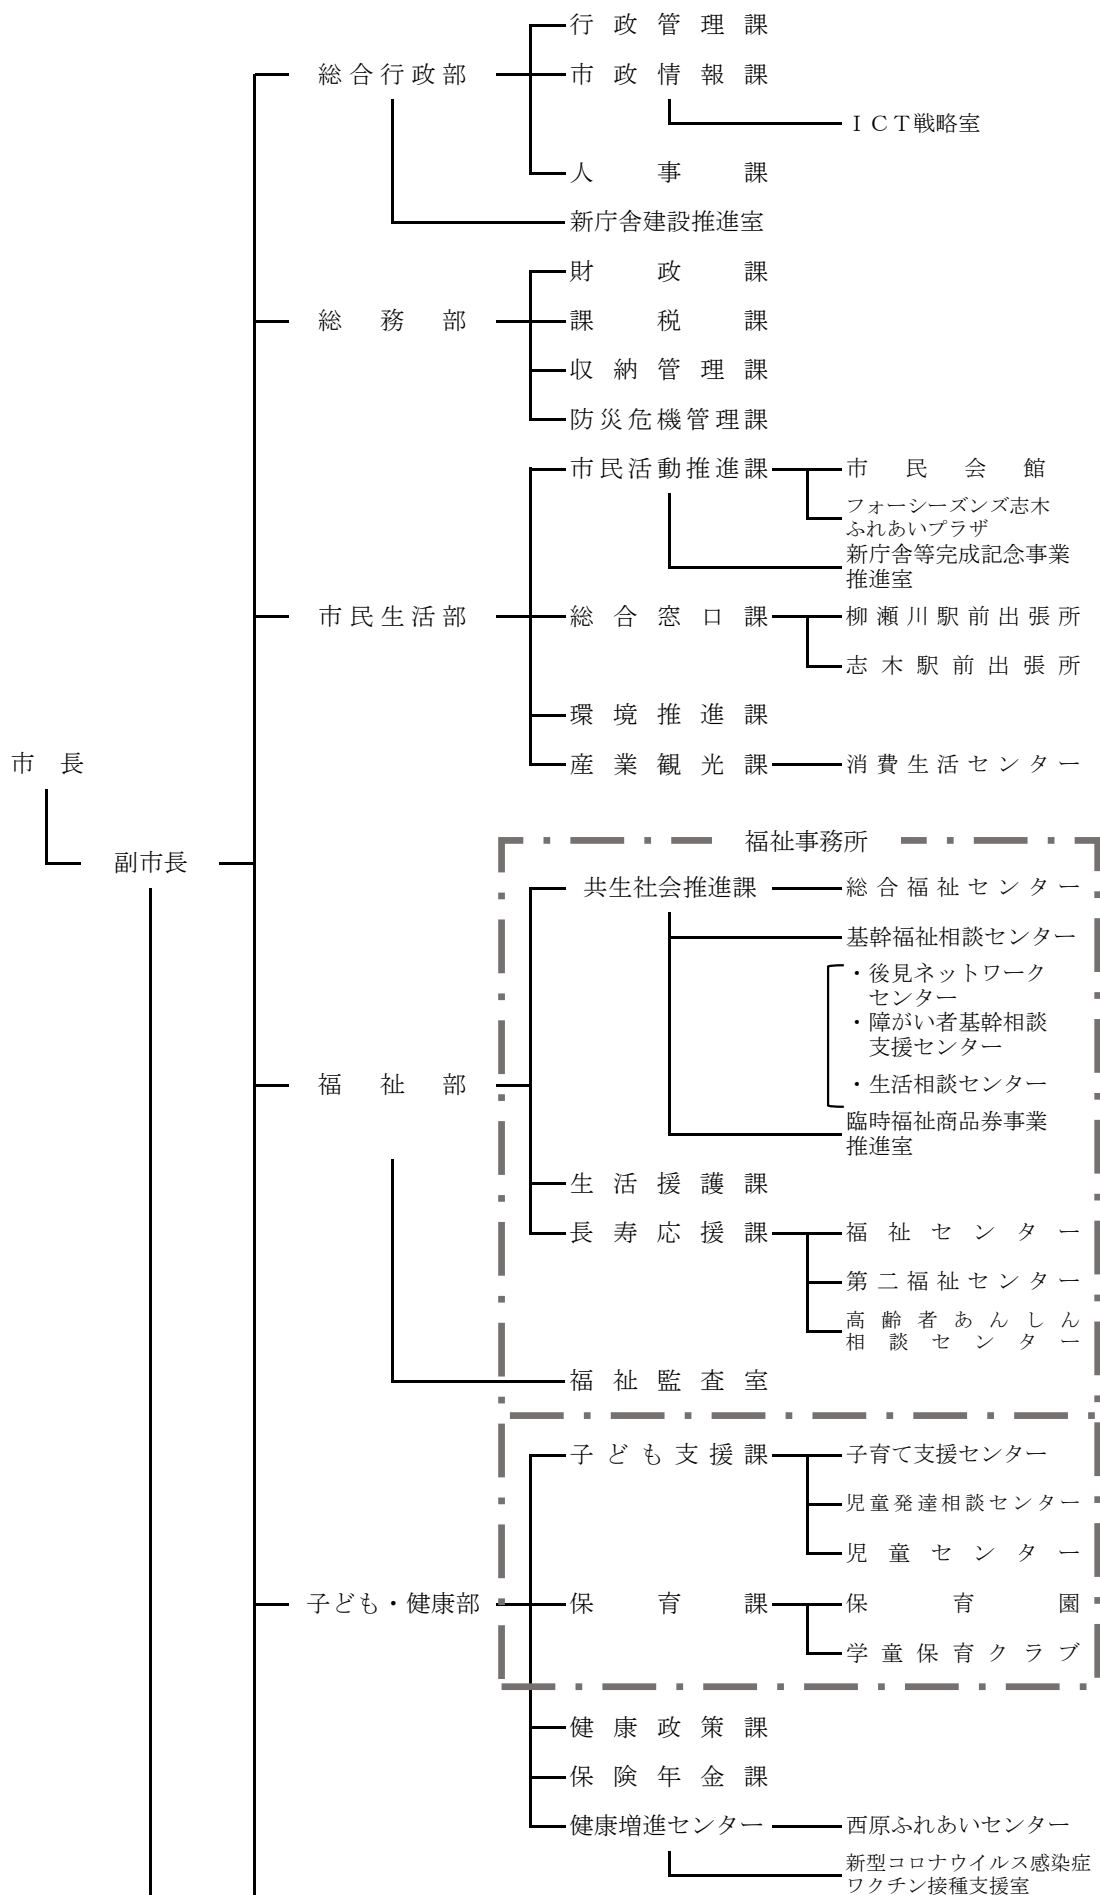 行政管理課
総合行政部
市政情報課
ＩＣＴ戦略室
人事課
新庁舎建設推進室
財政課
総務部
課税課
収納管理課
防災危機管理課
市民活動推進課
市民会館
フォーシーズンズ志木
ふれあいプラザ
新庁舎等完成記念事業
推進室
市民生活部
総合窓口課
柳瀬川駅前出張所
志木駅前出張所
環境推進課
市長
産業観光課
消費生活センター
福祉事務所
副市長
共生社会推進課
総合福祉センター
基幹福祉相談センター
・後見ネットワーク
センター
・障がい者基幹相談
支援センター
福祉部
・生活相談センター
臨時福祉商品券事業
推進室
生活援護課
長寿応援課
福祉センター
第二福祉センター
高齢者あんしん
相談センター
福祉監査室
子ども支援課
子育て支援センター
児童発達相談センター
児童センター
子ども・健康部
保育課
保育園
学童保育クラブ
健康政策課
保険年金課
健康増進センター
西原ふれあいセンター
新型コロナウイルス感染症
ワクチン接種支援室